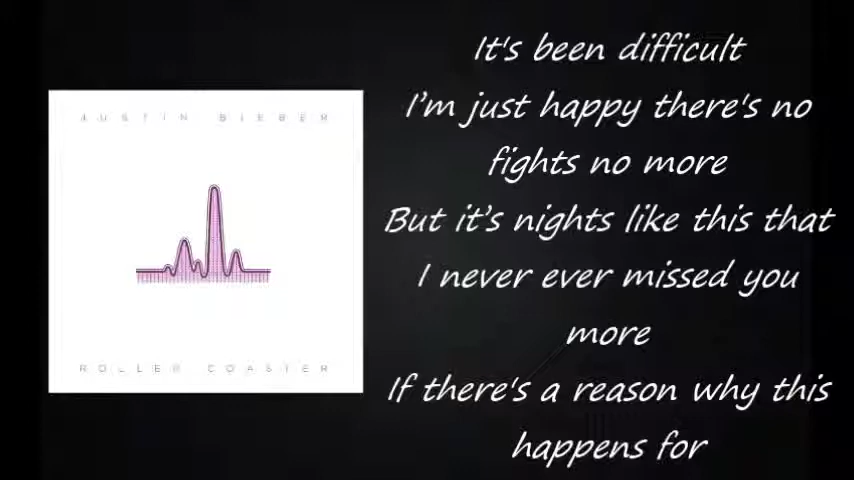 JUSTIN BIEBER
ROLLER COASTER
It's been difficult
I'm just happy there's no
fights no more
But it's nights like this that
I never ever missed you
more
If there's a reason why this
happens for